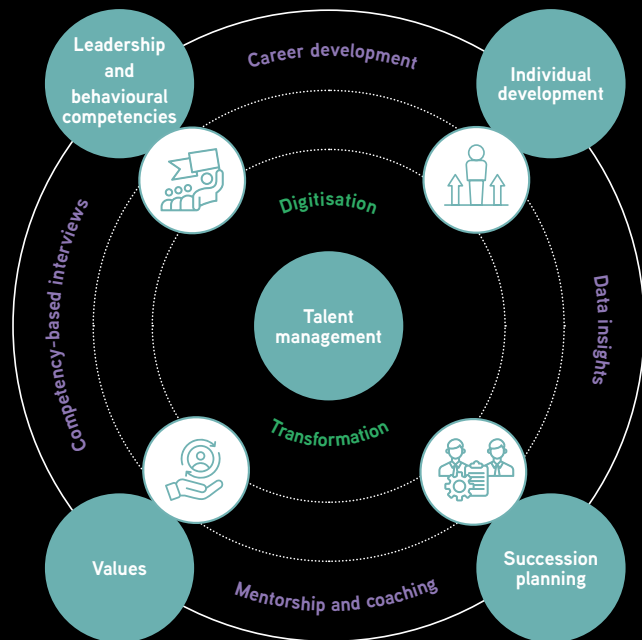 Leadership
and
behavioural
competencies
Career development
Individual
development
Digitisation
Competency-based interviews
Talent
management
Data insights
Transformation
Values
Mentorship and coaching
Succession
planning